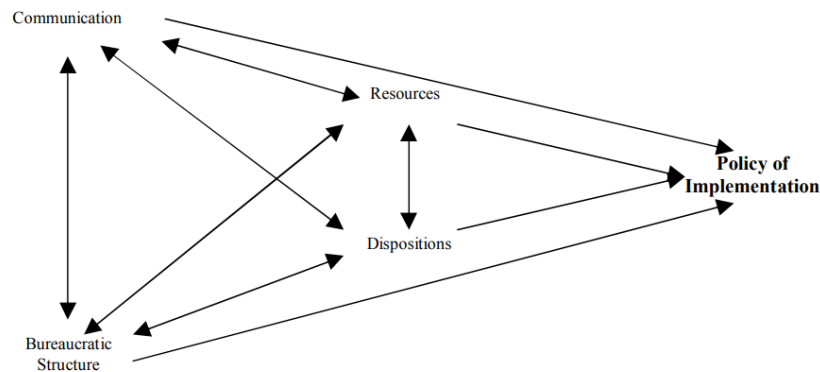 Communication
Resources
Policy of
Implementation
Dispositions
Bureaucratic
Structure